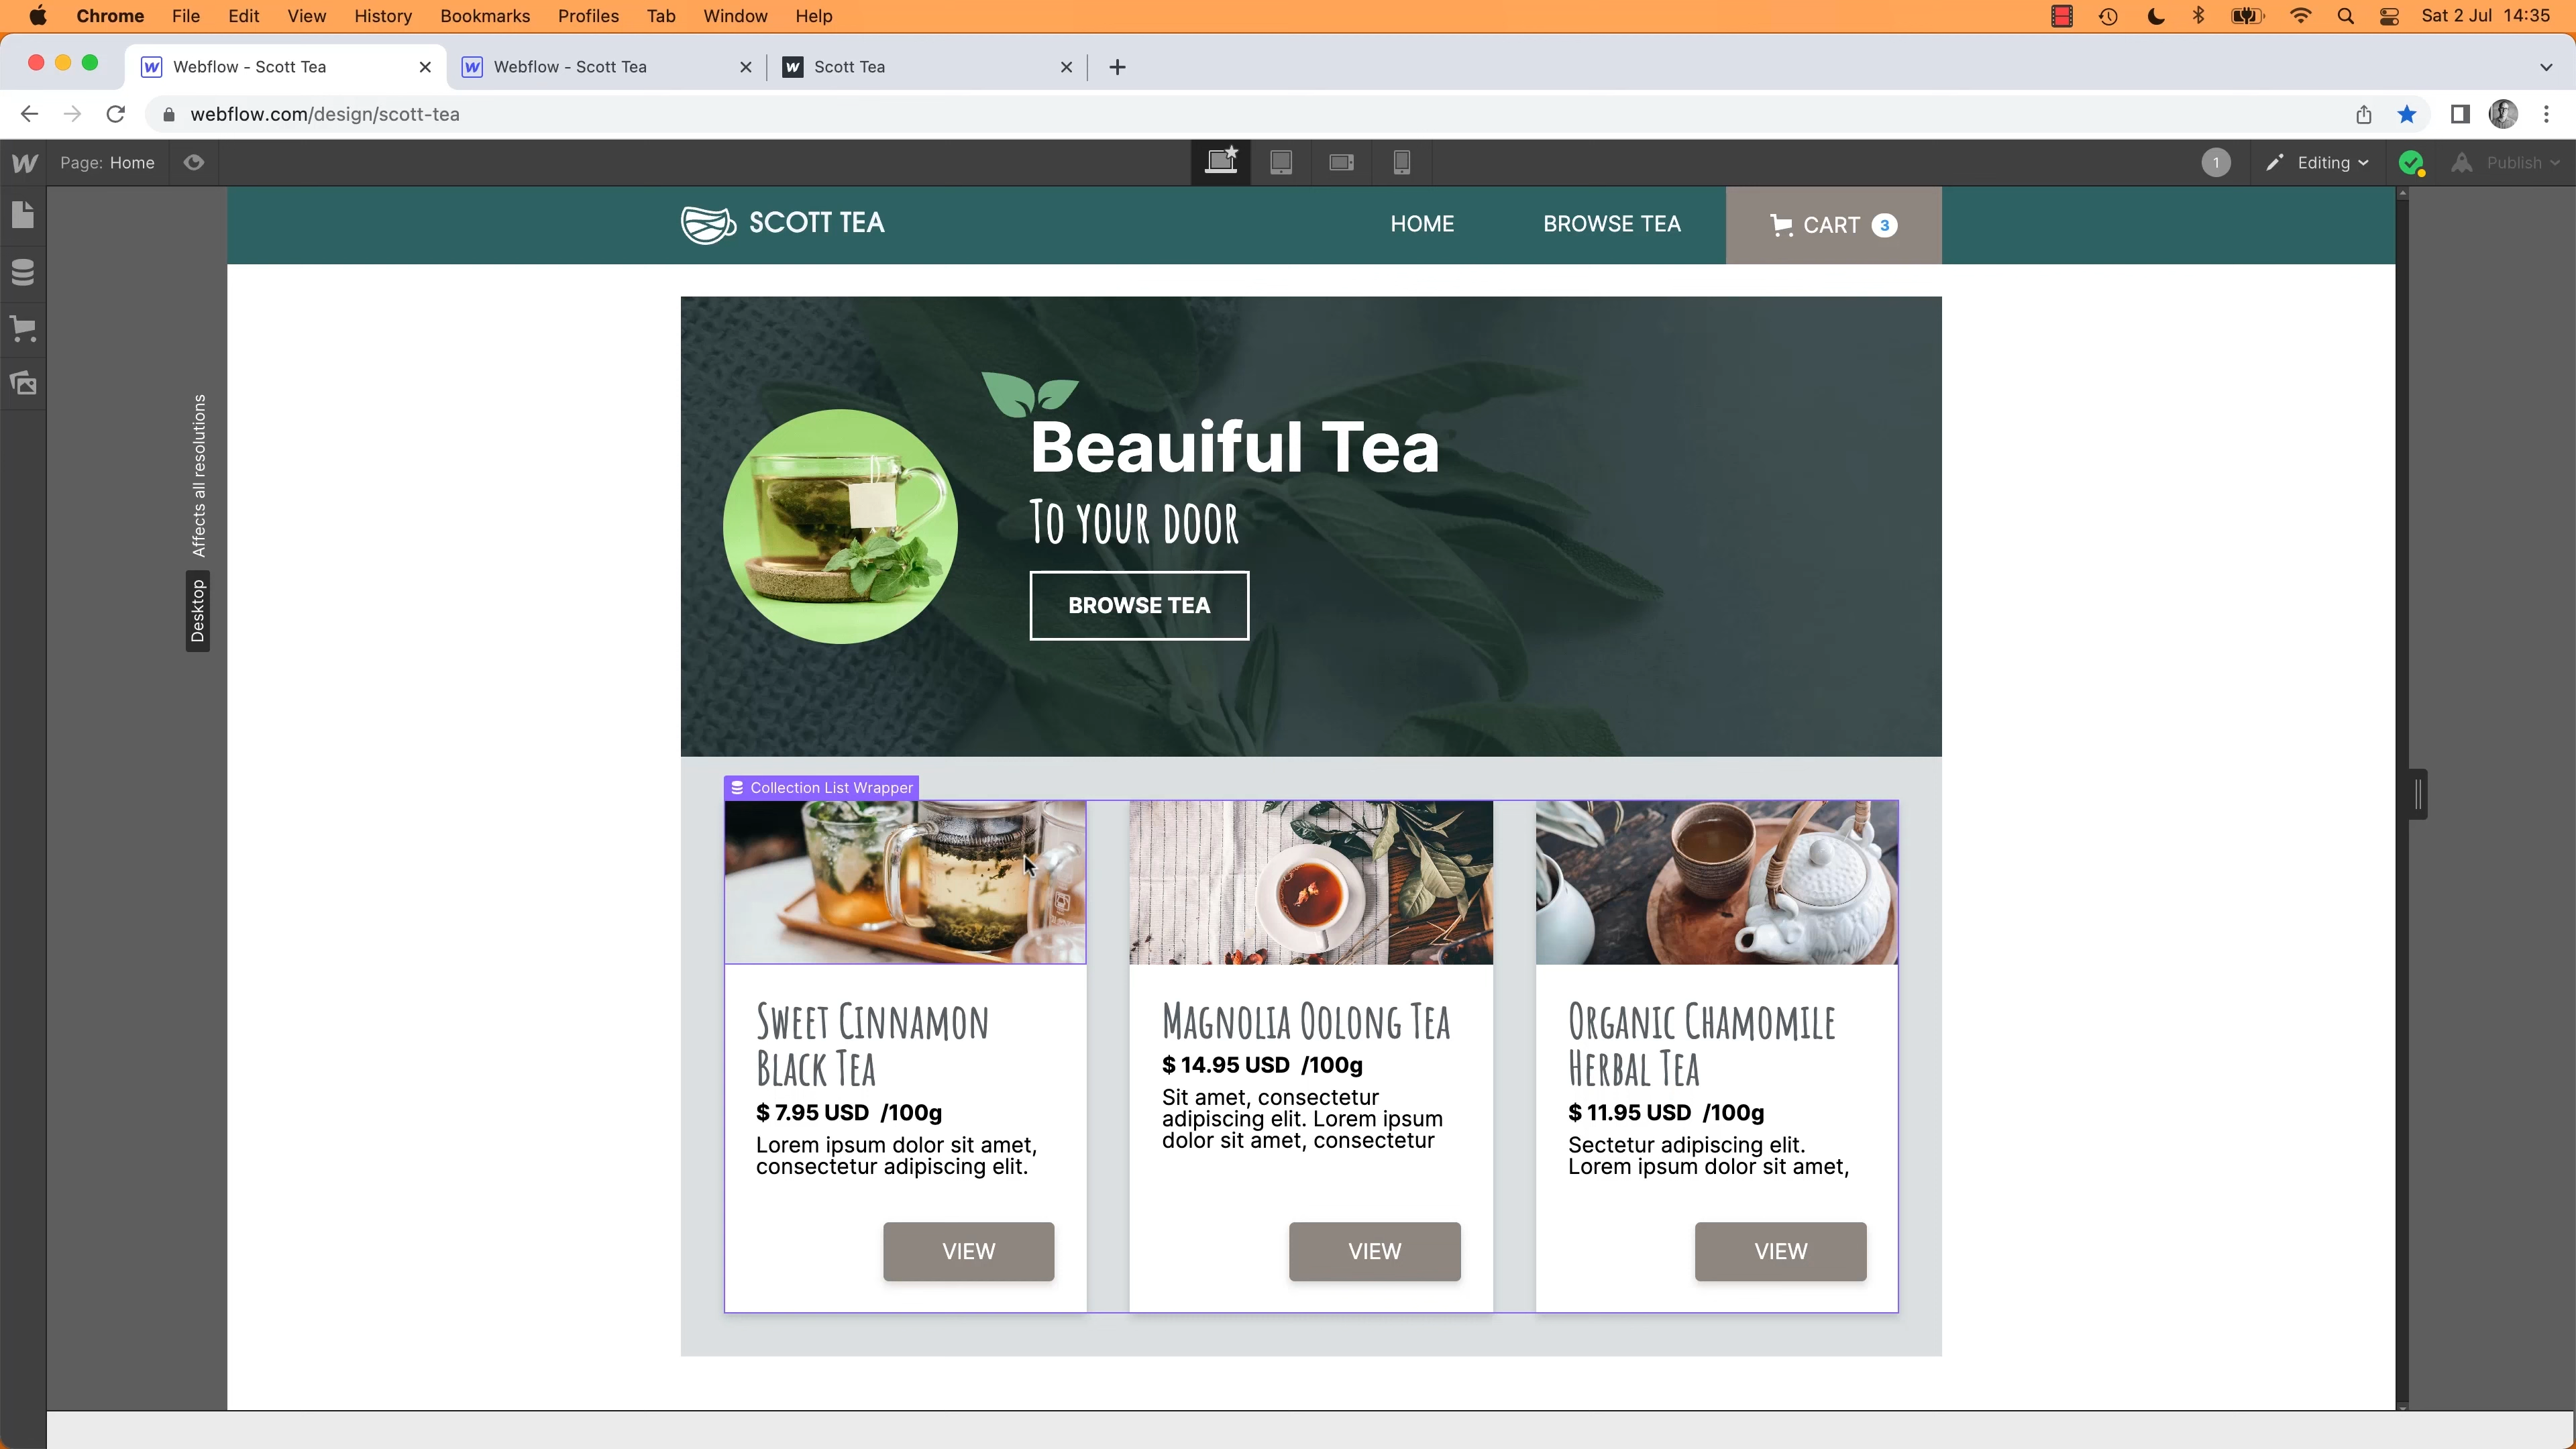 Chrome File Edit View History Bookmarks Profiles Tab Window Help Sat 2 Jul 14:35
Webflow - Scott Tea Webflow - Scott Tea Scott Tea
webflow.com/design/scott-tea
Page: Home 1 Editing Publish
SCOTT TEA HOME BROWSE TEA CART 3
Affects all resolutions
Desktop
Beauiful Tea
To your door
BROWSE TEA
Collection List Wrapper
Sweet Cinnamon
Black Tea
$ 7.95 USD /100g
Lorem ipsum dolor sit amet,
consectetur adipiscing elit.
VIEW
Magnolia Oolong Tea
$ 14.95 USD /100g
Sit amet, consectetur
adipiscing elit. Lorem ipsum
dolor sit amet, consectetur
VIEW
Organic Chamomile
Herbal Tea
$ 11.95 USD /100g
Sectetur adipiscing elit.
Lorem ipsum dolor sit amet,
VIEW